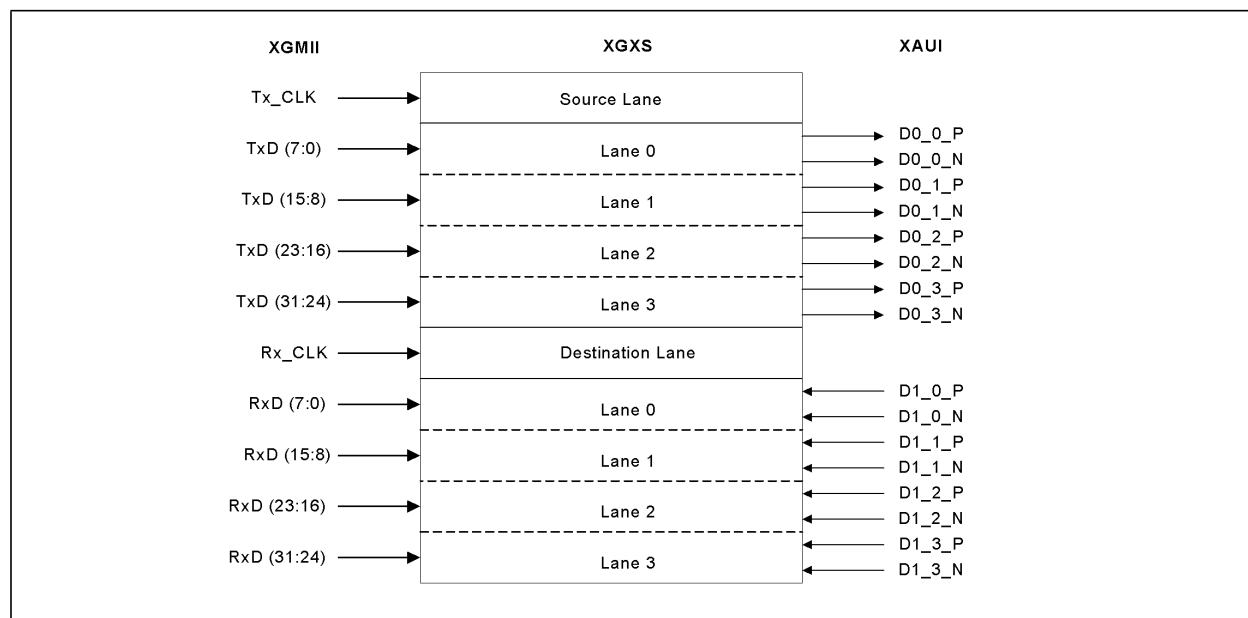 XGMII XGXS XAUI
Tx_CLK Source Lane
D0_0_P
TxD (7:0) Lane 0
D0_0_N
D0_1_P
TxD (15:8) Lane 1
D0_1_N
D0_2_P
TxD (23:16) Lane 2
D0_2_N
D0_3_P
TxD (31:24) Lane 3
D0_3_N
Rx_CLK Destination Lane
D1_0_P
RxD (7:0) Lane 0
D1_0_N
D1_1_P
RxD (15:8) Lane 1
D1_1_N
D1_2_P
RxD (23:16) Lane 2
D1_2_N
D1_3_P
RxD (31:24) Lane 3
D1_3_N